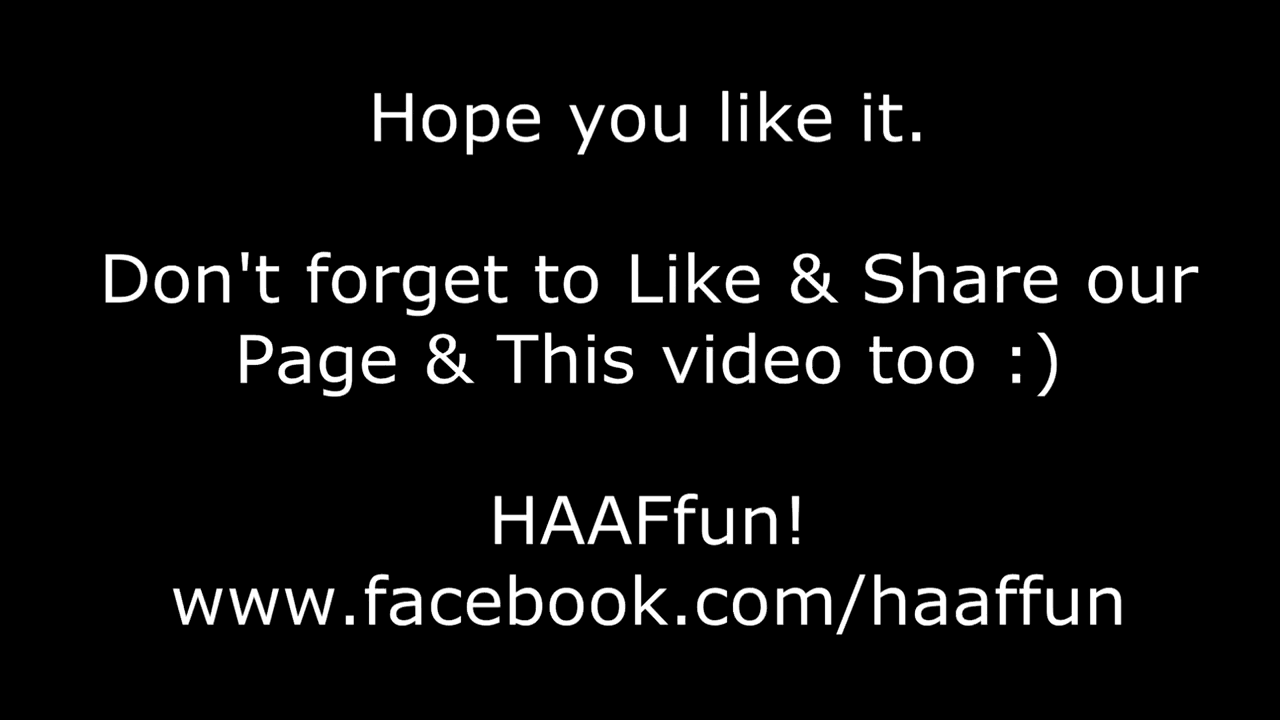 Hope you like it.
Don't forget to Like & Share our
Page & This video too :)
HAAFfun!
www.facebook.com/haaffun